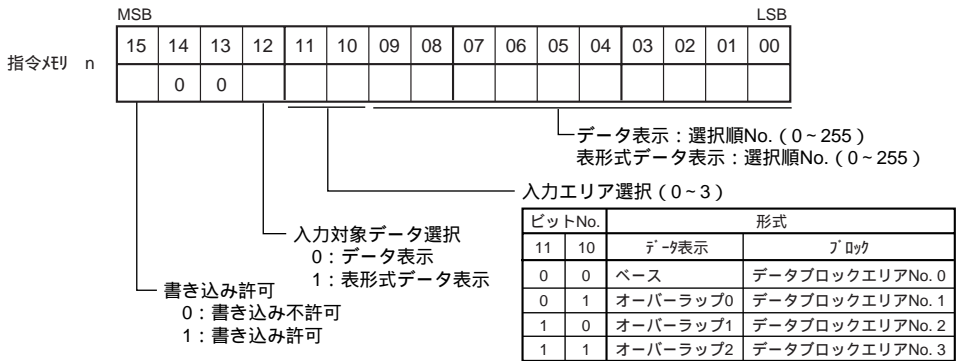 MSB LSB
15 14 13 12 11 10 09 08 07 06 05 04 03 02 01 00
指令ﾒﾓﾘ n
0 0
データ表示：選択順No.（0~255）
表形式データ表示：選択順No.（0~255）
入力エリア選択（0~3）
ビットNo. 形式
11 10 ﾃﾞｰﾀ表示 ﾌﾞﾛｯｸ
0 0 ベース データブロックエリアNo. 0
0 1 オーバーラップ0 データブロックエリアNo. 1
1 0 オーバーラップ1 データブロックエリアNo. 2
1 1 オーバーラップ2 データブロックエリアNo. 3
入力対象データ選択
0：データ表示
1：表形式データ表示
書き込み許可
0：書き込み不許可
1：書き込み許可